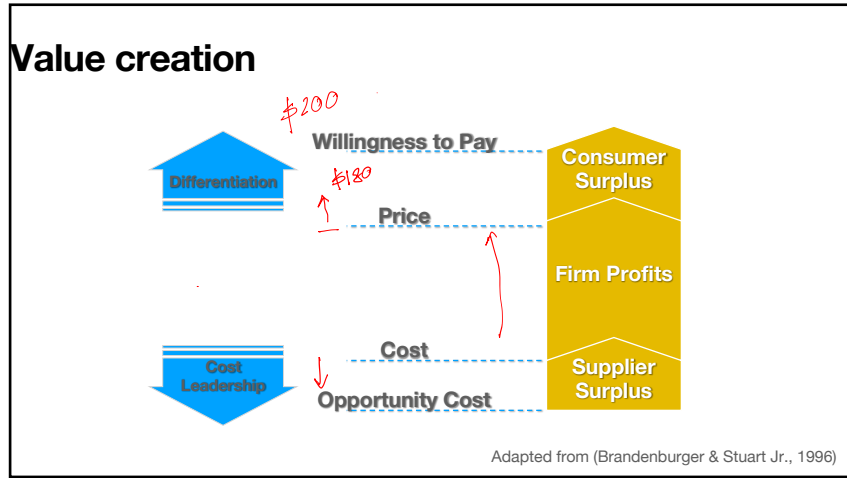 Value creation
$200
Willingness to Pay
Consumer
Surplus
Differentiation
$180
Price
Firm Profits
Cost
Cost
Leadership
Supplier
Surplus
Opportunity Cost
Adapted from (Brandenburger & Stuart Jr., 1996)